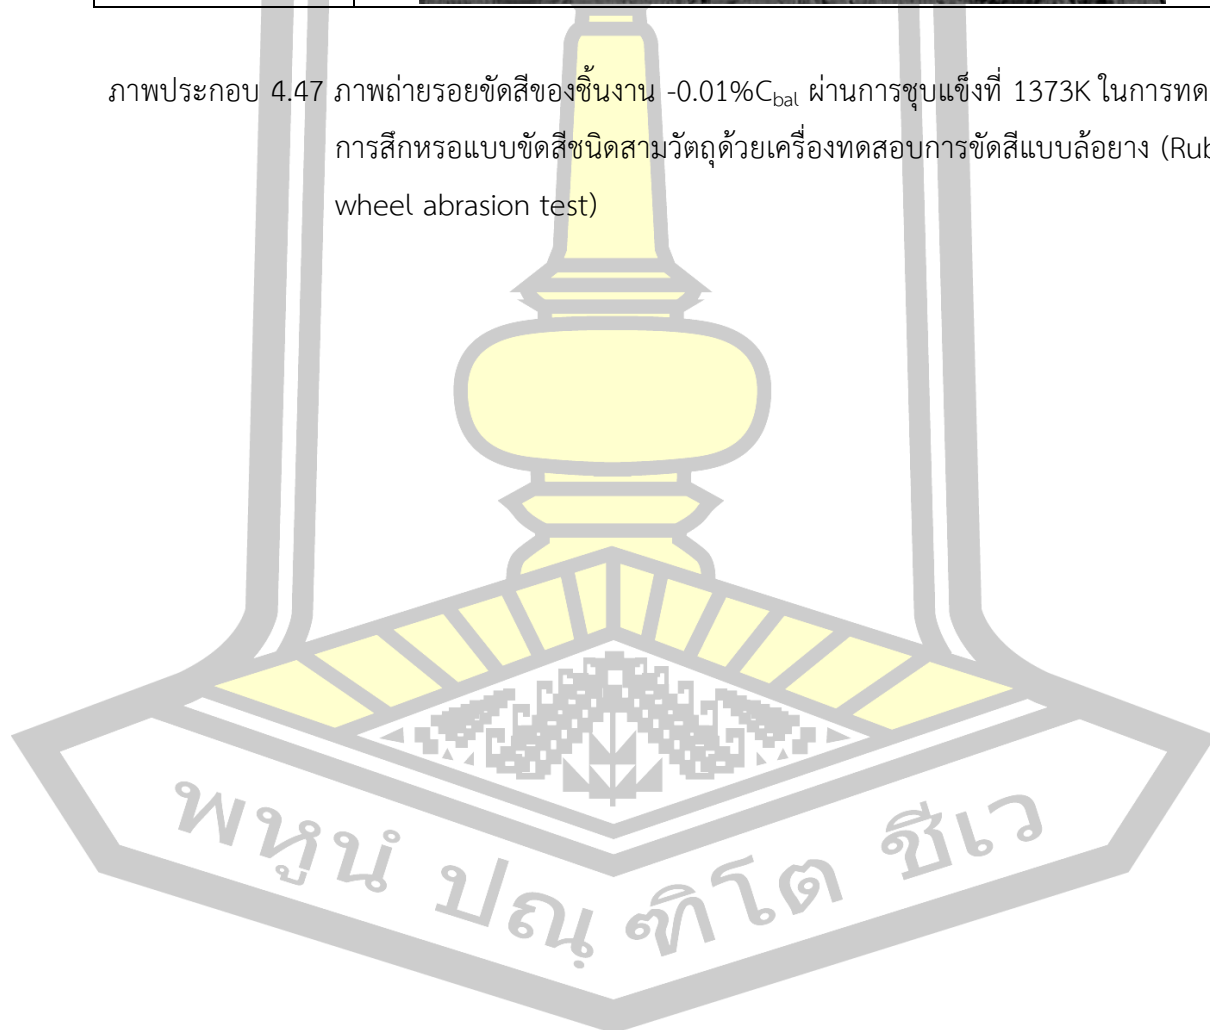 ภาพประกอบ 4.47 ภาพถ่ายรอยขัดสีของชิ้นงาน -0.01%Cbal ผ่านการชุบแข็งที่ 1373K ในการทด
การสึกหรอแบบขัดสีชนิดสามวัตถุด้วยเครื่องทดสอบการขัดสีแบบล้อยาง (Rub
wheel abrasion test)
พหูนํ ปณฺฑิโต ชีเว